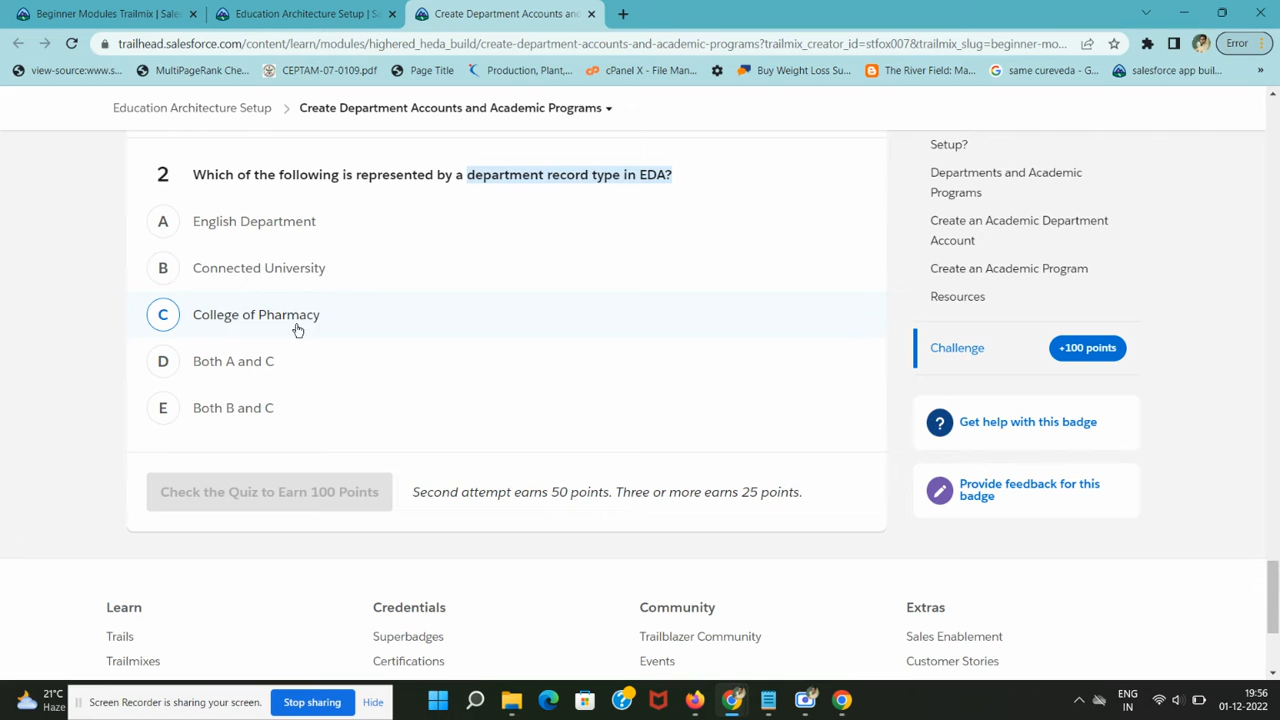 Beginner Modules Trailmix | Sales
Education Architecture Setup | S
Create Department Accounts and
trailhead.salesforce.com/content/learn/modules/highered_heda_build/create-department-accounts-and-academic-programs?trailmix_creator_id=stfox007&trailmix_slug=beginner-mo...
Error
view-source:www.s...
MultiPageRank Che...
CEPTAM-07-0109.pdf
Page Title
Production, Plant,...
cPanel X - File Man...
Buy Weight Loss Su...
The River Field: Ma...
same cureveda - G...
salesforce app buil...
»
Education Architecture Setup
Create Department Accounts and Academic Programs
2 Which of the following is represented by a department record type in EDA?
A English Department
B Connected University
C College of Pharmacy
D Both A and C
E Both B and C
Check the Quiz to Earn 100 Points
Second attempt earns 50 points. Three or more earns 25 points.
Setup?
Departments and Academic
Programs
Create an Academic Department
Account
Create an Academic Program
Resources
Challenge
+100 points
? Get help with this badge
Provide feedback for this
badge
Learn
Credentials
Community
Extras
Trails
Superbadges
Trailblazer Community
Sales Enablement
Trailmixes
Certifications
Events
Customer Stories
21°C
Haze
Screen Recorder is sharing your screen.
Stop sharing
Hide
ENG
IN
19:56
01-12-2022